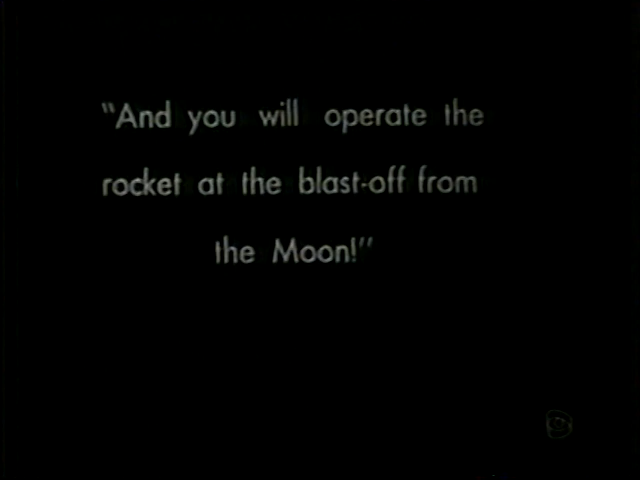 "And you will operate the
rocket at the blast-off from
the Moon!"